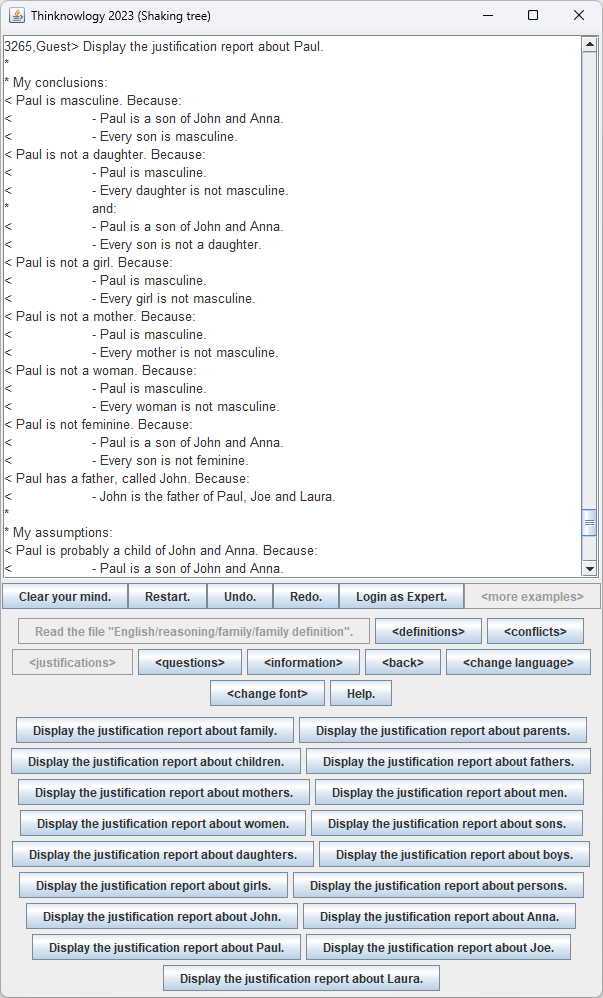 Thinknowlogy 2023 (Shaking tree)
3265,Guest> Display the justification report about Paul.
*
* My conclusions:
< Paul is masculine. Because:
< - Paul is a son of John and Anna.
< - Every son is masculine.
< Paul is not a daughter. Because:
< - Paul is masculine.
< - Every daughter is not masculine.
* and:
< - Paul is a son of John and Anna.
< - Every son is not a daughter.
< Paul is not a girl. Because:
< - Paul is masculine.
< - Every girl is not masculine.
< Paul is not a mother. Because:
< - Paul is masculine.
< - Every mother is not masculine.
< Paul is not a woman. Because:
< - Paul is masculine.
< - Every woman is not masculine.
< Paul is not feminine. Because:
< - Paul is a son of John and Anna.
< - Every son is not feminine.
< Paul has a father, called John. Because:
< - John is the father of Paul, Joe and Laura.
*
* My assumptions:
< Paul is probably a child of John and Anna. Because:
< - Paul is a son of John and Anna.
Clear your mind. Restart. Undo. Redo. Login as Expert. <more examples>
Read the file "English/reasoning/family/family definition". <definitions> <conflicts>
<justifications> <questions> <information> <back> <change language>
<change font> Help.
Display the justification report about family. Display the justification report about parents.
Display the justification report about children. Display the justification report about fathers.
Display the justification report about mothers. Display the justification report about men.
Display the justification report about women. Display the justification report about sons.
Display the justification report about daughters. Display the justification report about boys.
Display the justification report about girls. Display the justification report about persons.
Display the justification report about John. Display the justification report about Anna.
Display the justification report about Paul. Display the justification report about Joe.
Display the justification report about Laura.